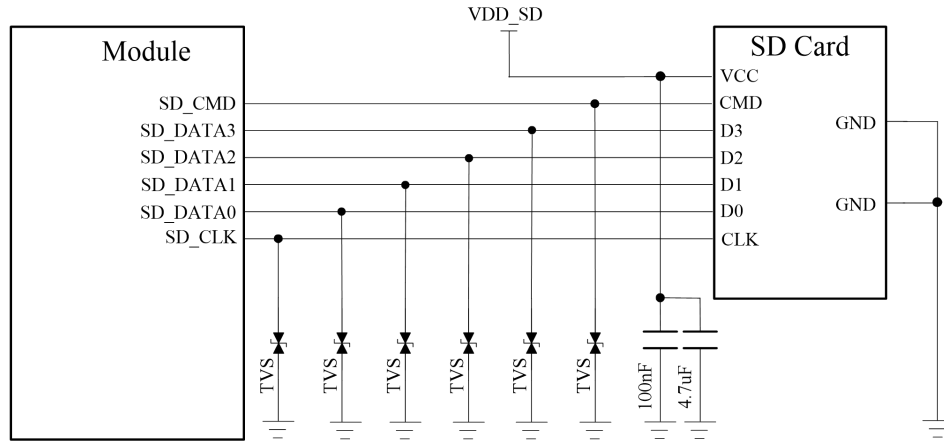 VDD_SD
Module
SD Card
VCC
SD_CMD
CMD
SD_DATA3
D3
GND
SD_DATA2
D2
SD_DATA1
D1
SD_DATA0
D0
GND
SD_CLK
CLK
TVS
TVS
TVS
TVS
TVS
TVS
100nF
4.7uF